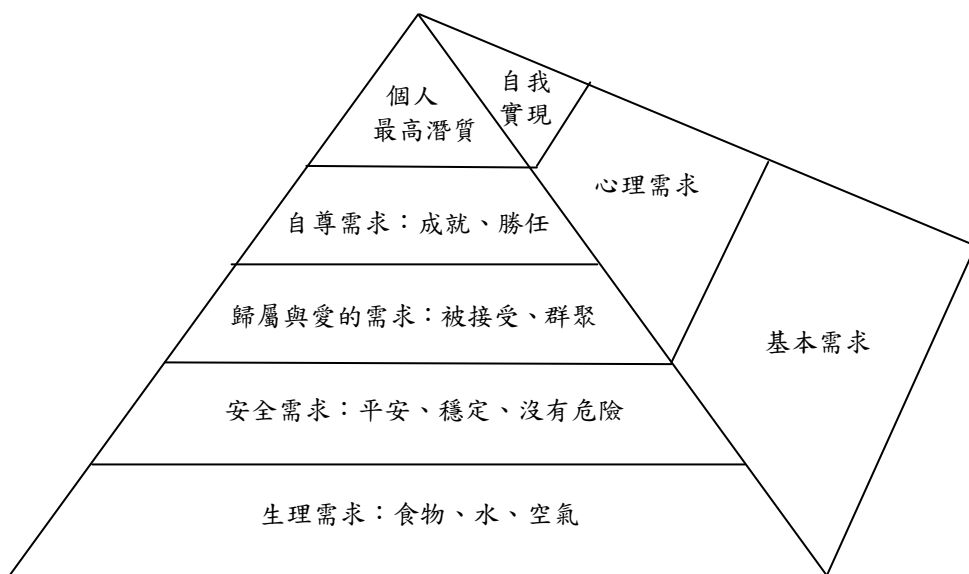 個人
最高潛質
自我
實現
自尊需求：成就、勝任
心理需求
歸屬與愛的需求：被接受、群聚
基本需求
安全需求：平安、穩定、沒有危險
生理需求：食物、水、空氣